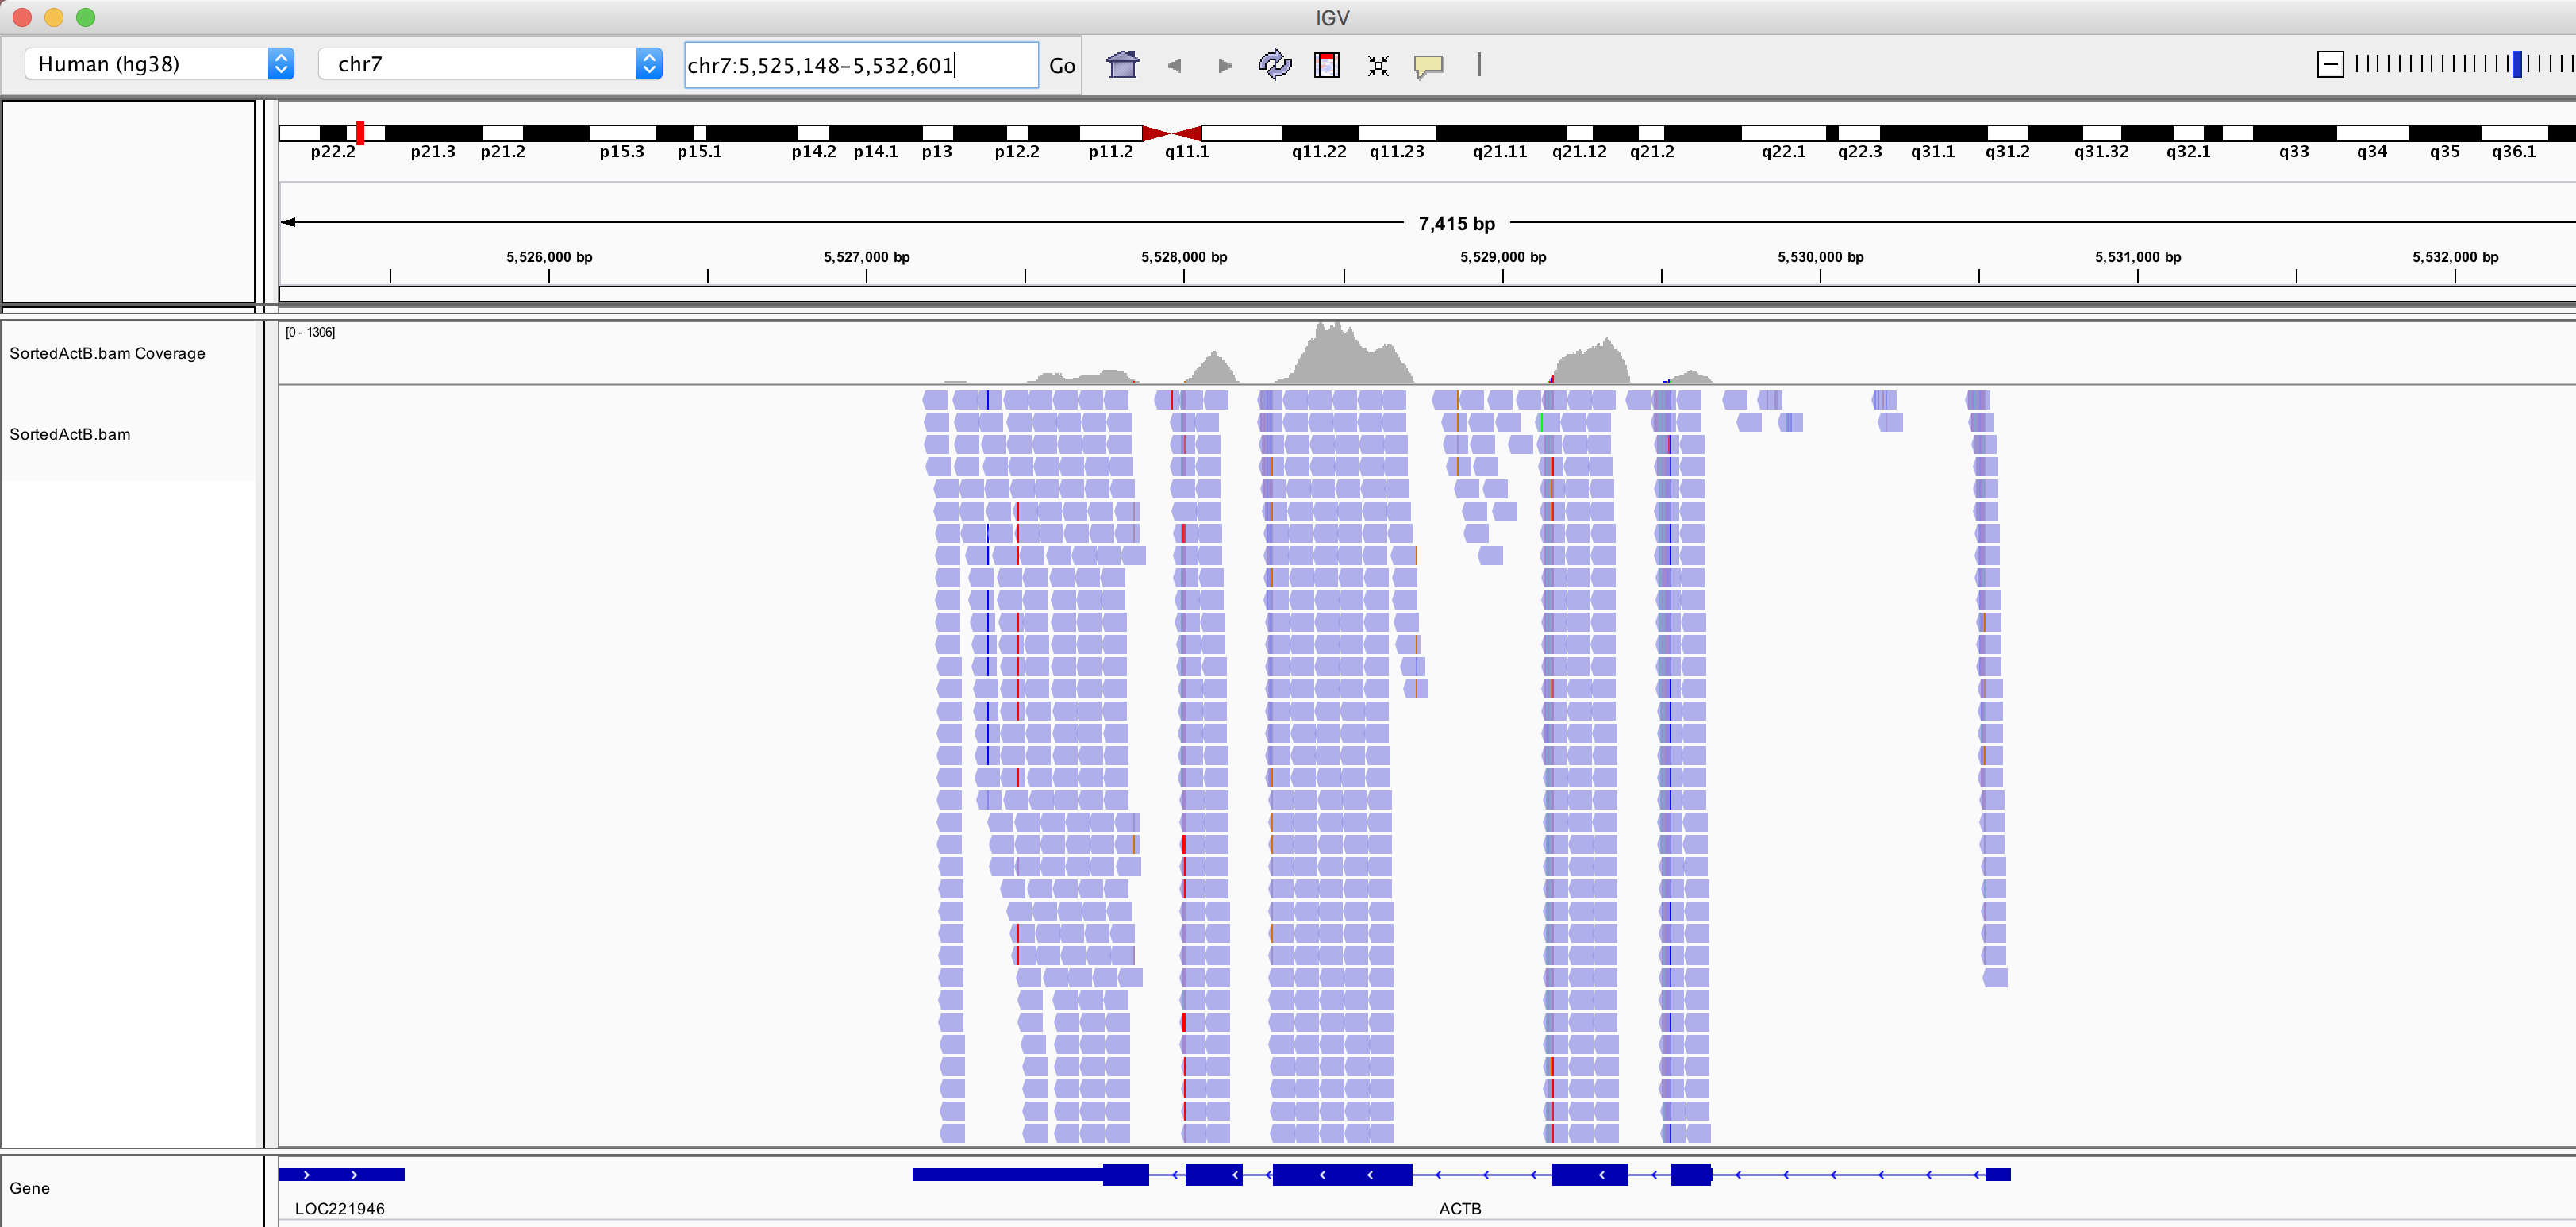 IGV
Human (hg38) chr7 chr7:5,525,148-5,532,601 Go
p22.2 p21.3 p21.2 p15.3 p15.1 p14.2 p14.1 p13 p12.2 p11.2 q11.1 q11.22 q11.23 q21.11 q21.12 q21.2 q22.1 q22.3 q31.1 q31.2 q31.32 q32.1 q33 q34 q35 q36.1
7,415 bp
5,526,000 bp 5,527,000 bp 5,528,000 bp 5,529,000 bp 5,530,000 bp 5,531,000 bp 5,532,000 bp
[0 - 1306]
SortedActB.bam Coverage
SortedActB.bam
Gene
LOC221946 ACTB